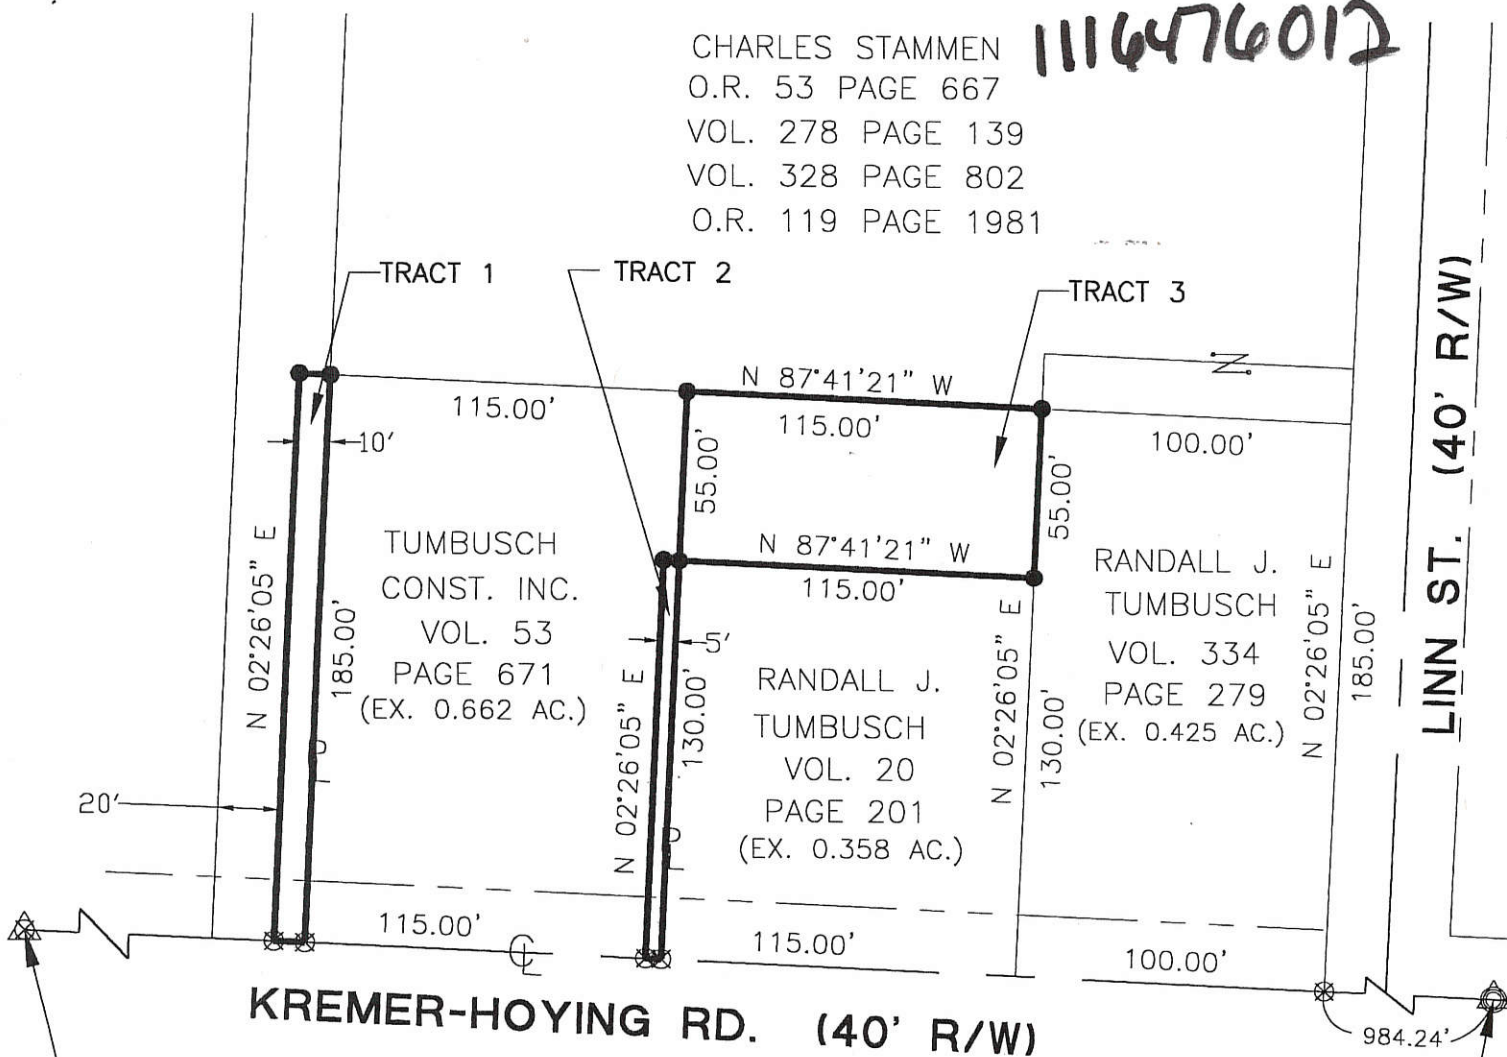 1116476012
CHARLES STAMMEN
O.R. 53 PAGE 667
VOL. 278 PAGE 139
VOL. 328 PAGE 802
O.R. 119 PAGE 1981
TRACT 1
TRACT 2
TRACT 3
N 87°41'21" W
115.00'
115.00'
100.00'
10'
55.00'
55.00'
N 87°41'21" W
115.00'
5'
N 02°26'05" E
TUMBUSCH
CONST. INC.
VOL. 53
PAGE 671
(EX. 0.662 AC.)
185.00'
N 02°26'05" E
130.00'
RANDALL J.
TUMBUSCH
VOL. 20
PAGE 201
(EX. 0.358 AC.)
N 02°26'05" E
130.00'
RANDALL J.
TUMBUSCH
VOL. 334
PAGE 279
(EX. 0.425 AC.)
N 02°26'05" E
185.00'
LINN ST. (40' R/W)
20'
115.00'
CL
115.00'
100.00'
KREMER-HOYING RD. (40' R/W)
984.24'